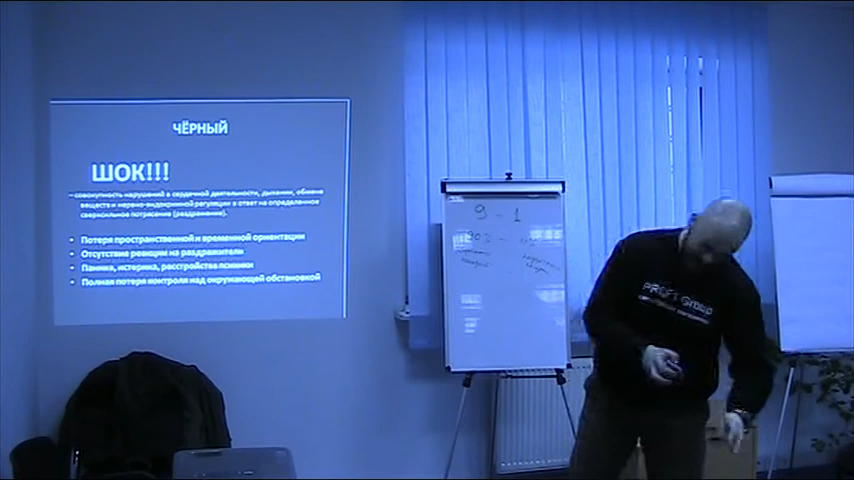 ЧЁРНЫЙ
ШОК!!!
– совокупность нарушений в сердечной деятельности, дыхании, обмене
веществ и нервно-эндокринной регуляции в ответ на определенное
сверхсильное потрясение (раздражение).
• Потеря пространственной и временной ориентации
• Отсутствие реакции на раздражители
• Паника, истерика, расстройства психики
• Полная потеря контроля над окружающей обстановкой
9 - 1
Group